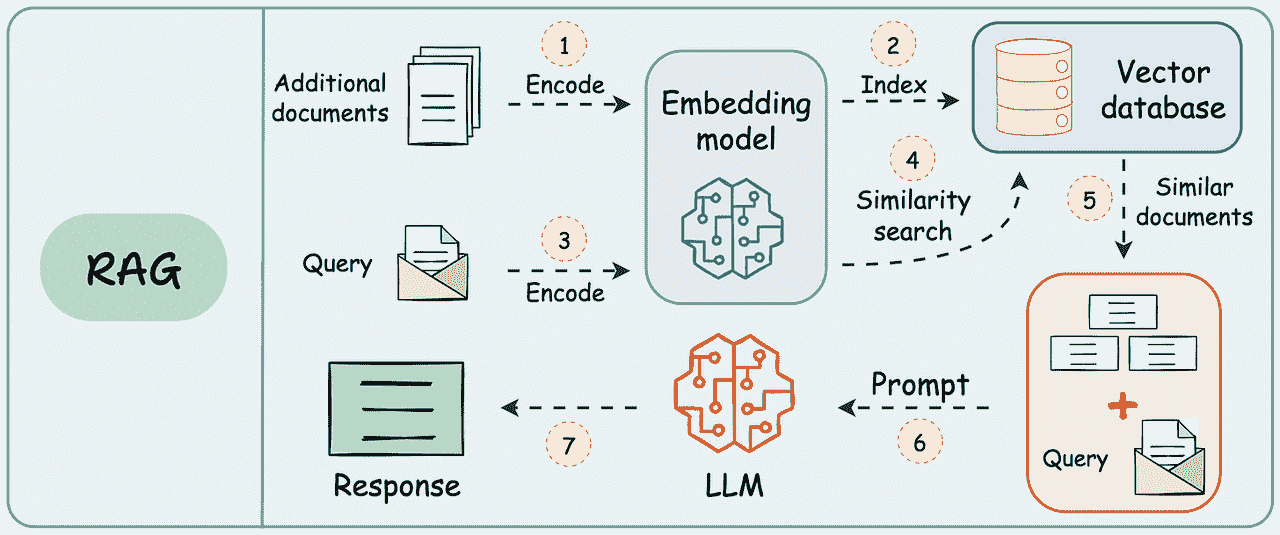 RAG
Additional
documents
1
Encode
Embedding
model
2
Index
Vector
database
Query
3
Encode
4
Similarity
search
5
Similar
documents
Query
Prompt
6
LLM
7
Response